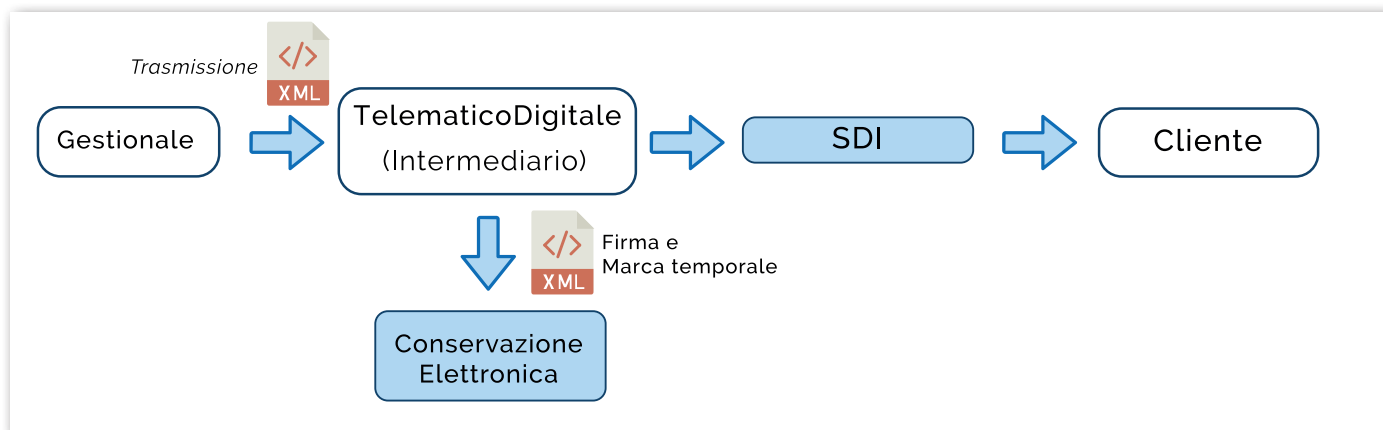 Trasmissione
XML
Gestionale
TelematicoDigitale
(Intermediario)
SDI
Cliente
XML
Firma e
Marca temporale
Conservazione
Elettronica